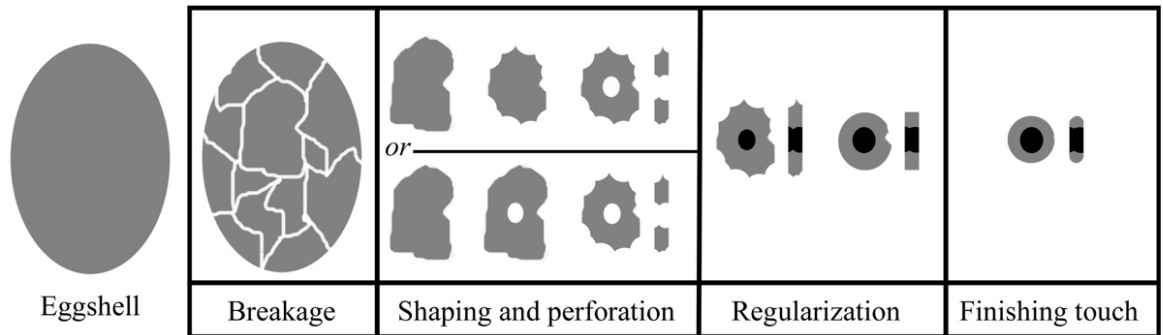 or
Eggshell
Breakage
Shaping and perforation
Regularization
Finishing touch